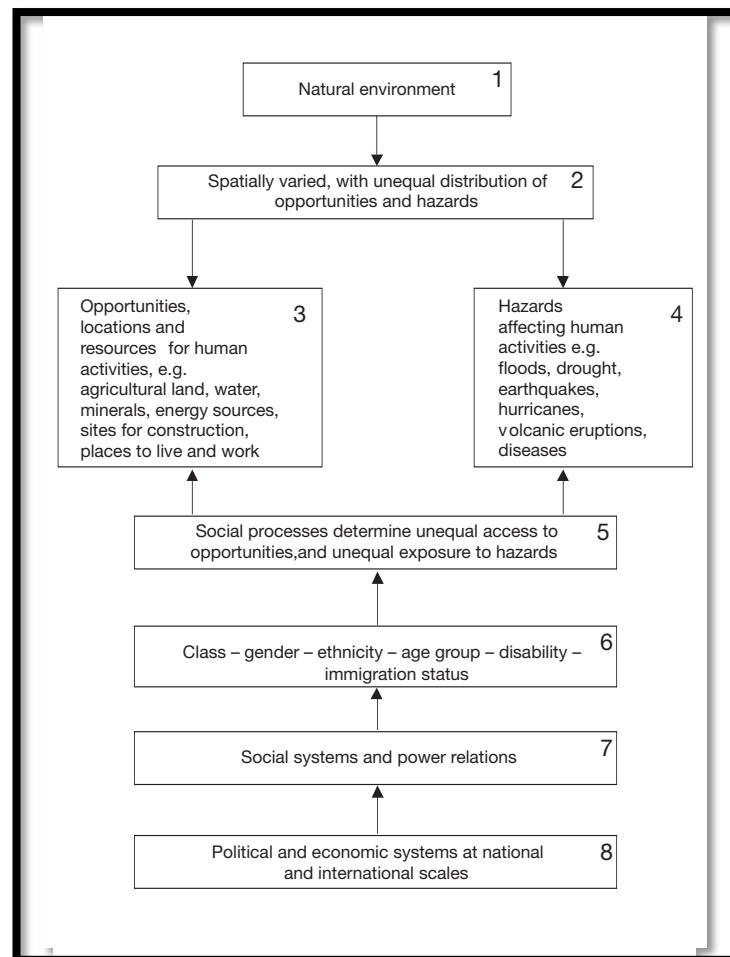 1
Natural environment
2
Spatially varied, with unequal distribution of
opportunities and hazards
3
Opportunities,
locations and
resources for human
activities, e.g.
agricultural land, water,
minerals, energy sources,
sites for construction,
places to live and work
4
Hazards
affecting human
activities e.g.
floods, drought,
earthquakes,
hurricanes,
volcanic eruptions,
diseases
5
Social processes determine unequal access to
opportunities,and unequal exposure to hazards
6
Class – gender – ethnicity – age group – disability –
immigration status
7
Social systems and power relations
8
Political and economic systems at national
and international scales